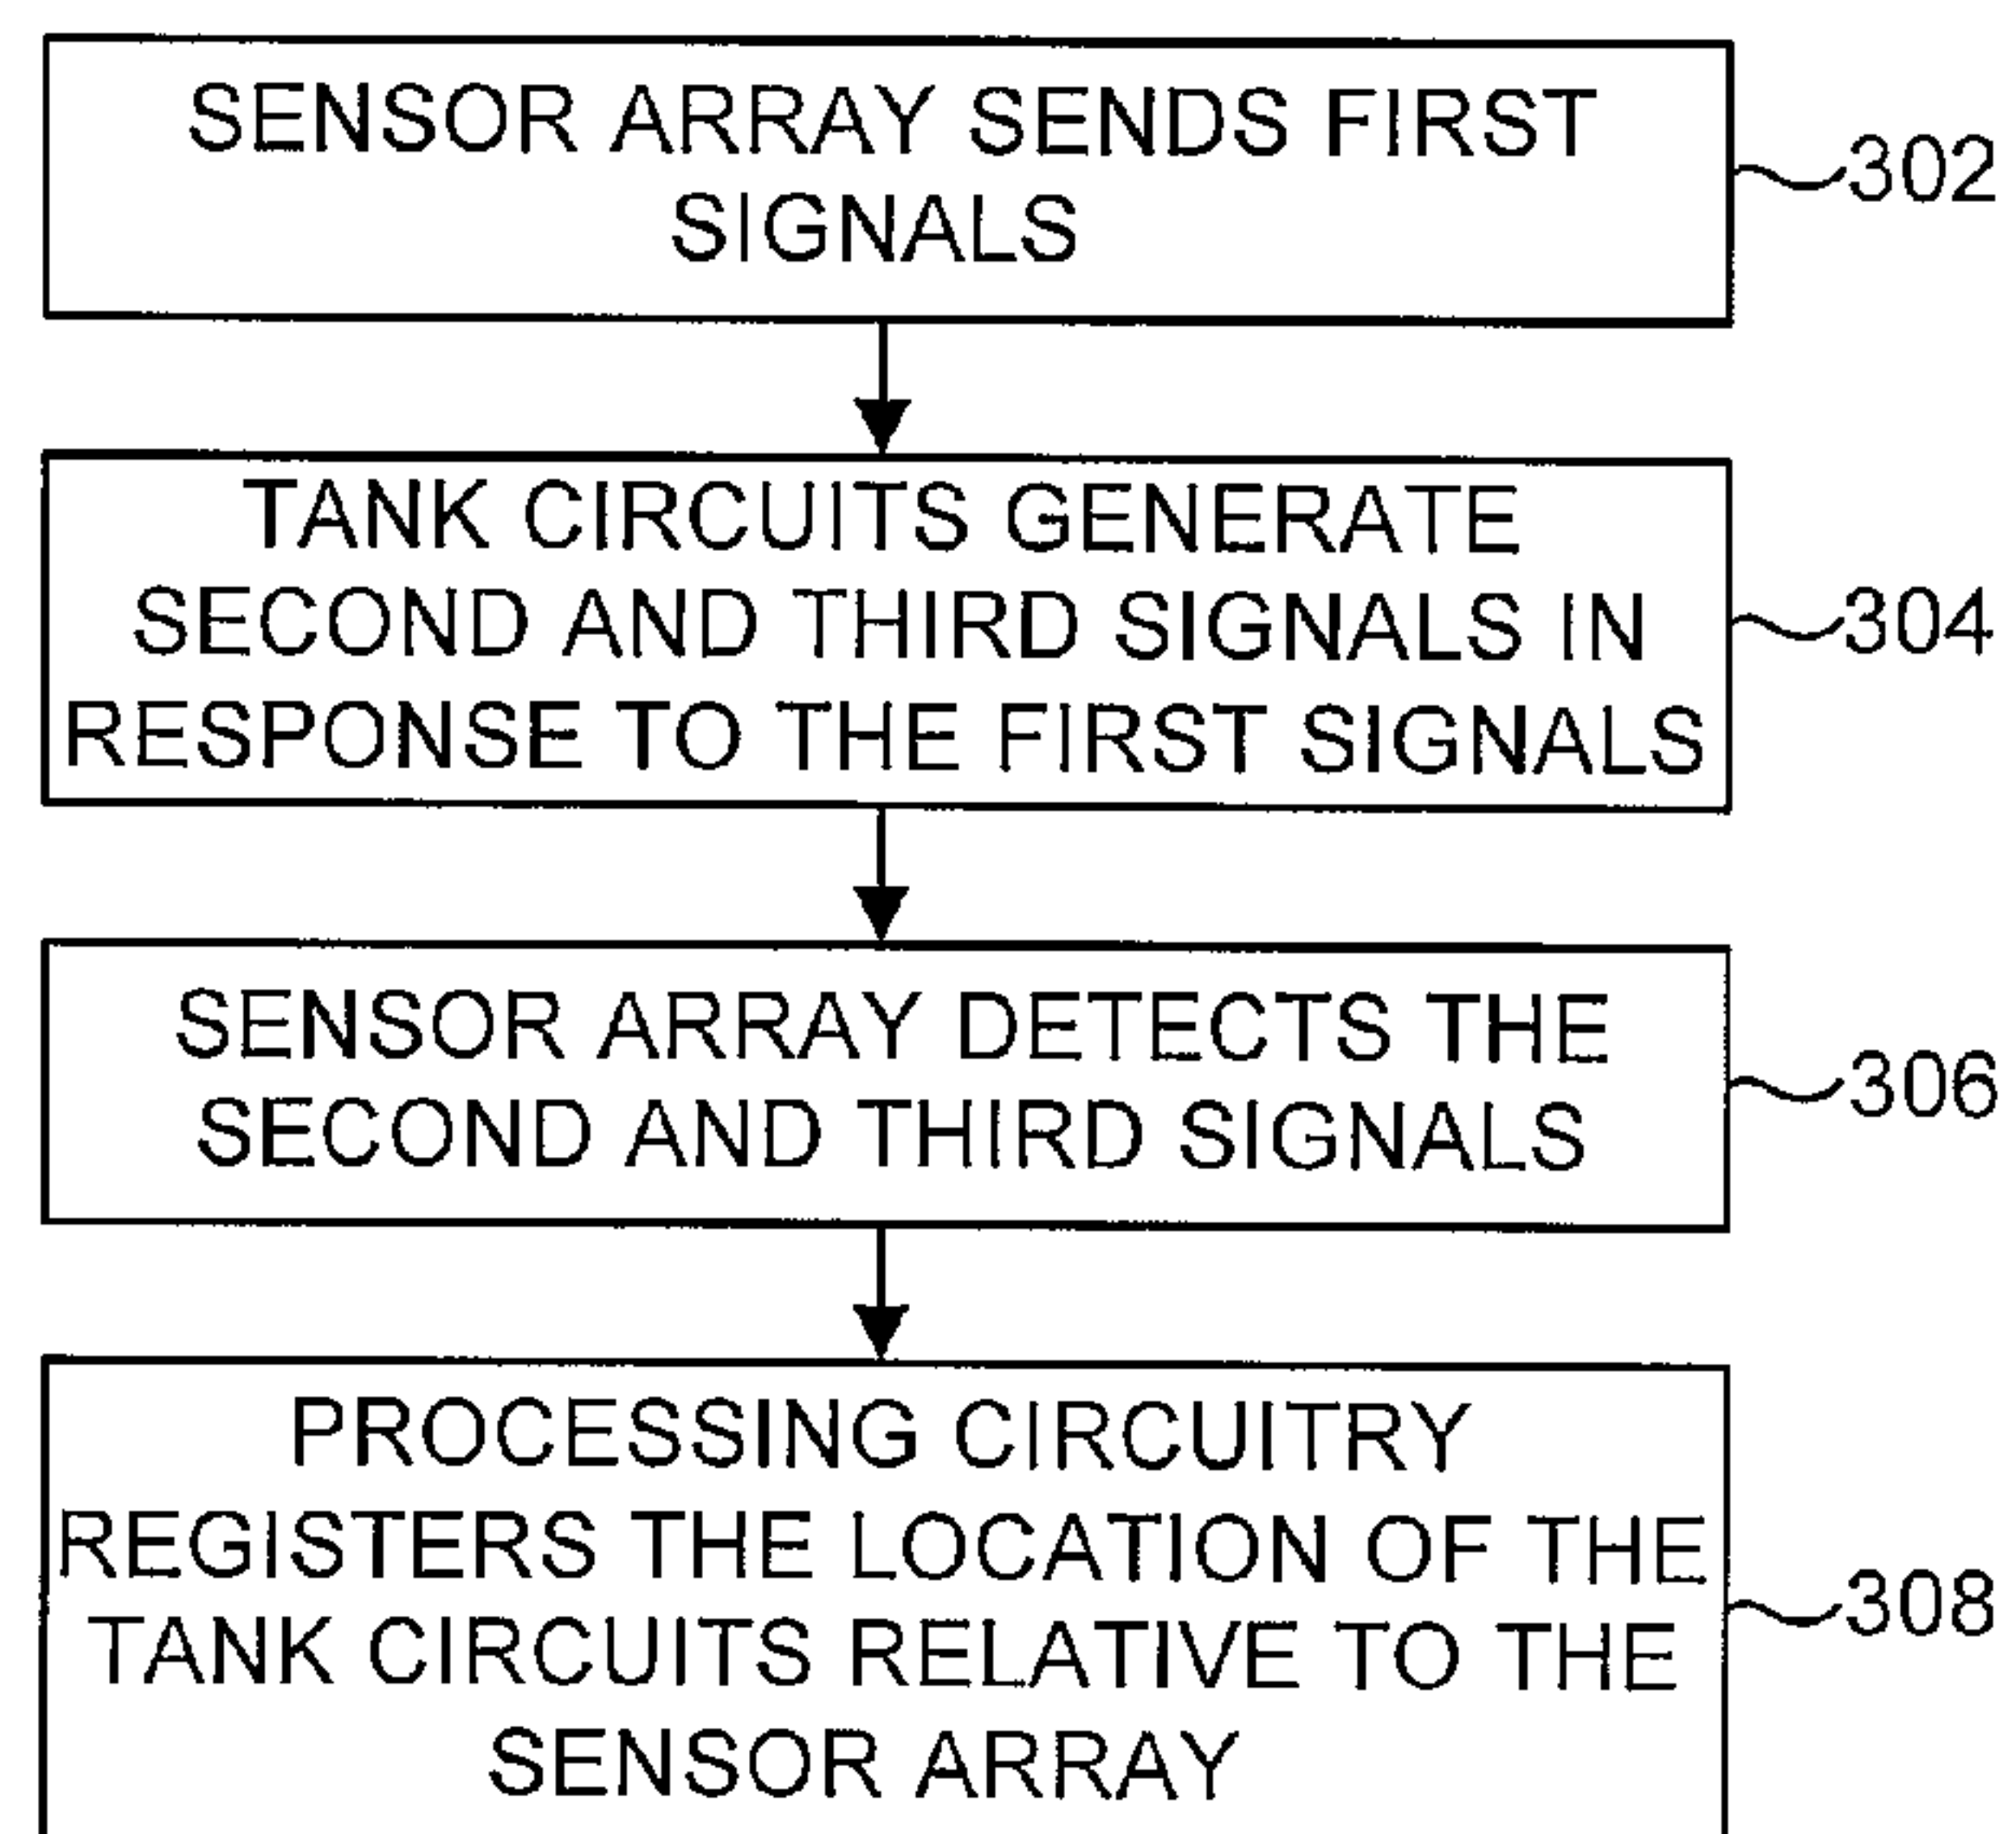 SENSOR ARRAY SENDS FIRST
SIGNALS
302
TANK CIRCUITS GENERATE
SECOND AND THIRD SIGNALS IN
RESPONSE TO THE FIRST SIGNALS
304
SENSOR ARRAY DETECTS THE
SECOND AND THIRD SIGNALS
306
PROCESSING CIRCUITRY
REGISTERS THE LOCATION OF THE
TANK CIRCUITS RELATIVE TO THE
SENSOR ARRAY
308